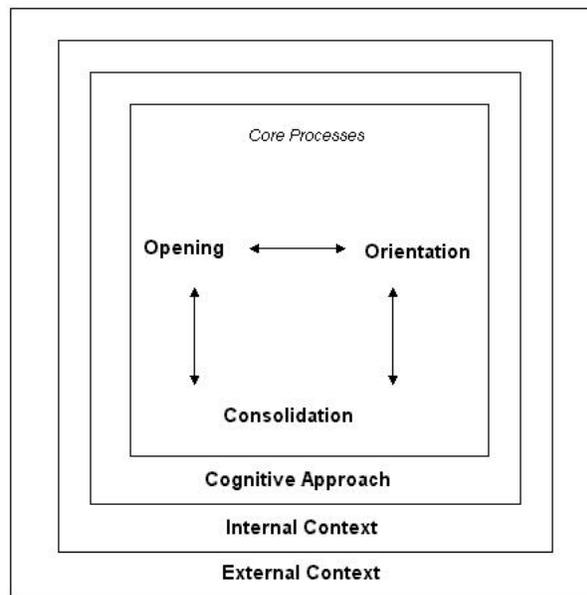 Core Processes
Opening
Orientation
Consolidation
Cognitive Approach
Internal Context
External Context